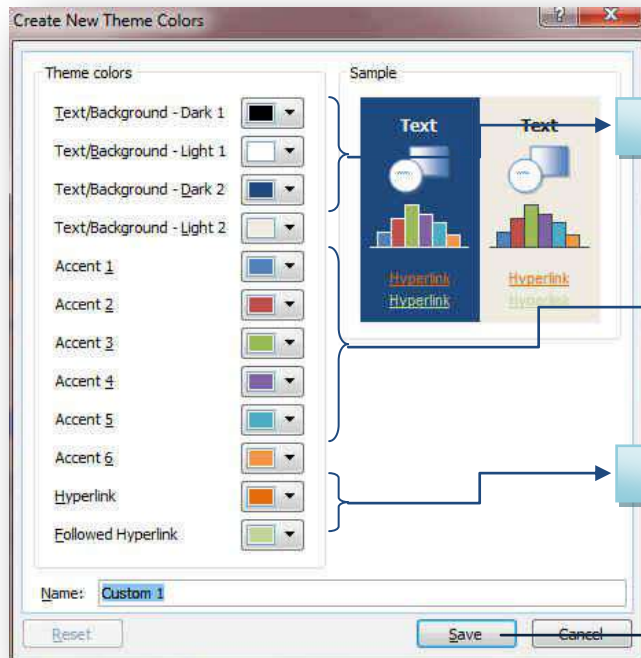 Create New Theme Colors
Theme colors
Text/Background - Dark 1
Text/Background - Light 1
Text/Background - Dark 2
Text/Background - Light 2
Accent 1
Accent 2
Accent 3
Accent 4
Accent 5
Accent 6
Hyperlink
Followed Hyperlink
Sample
Text Text
Hyperlink Hyperlink
Hyperlink Hyperlink
Name: Custom 1
Reset Save Cancel